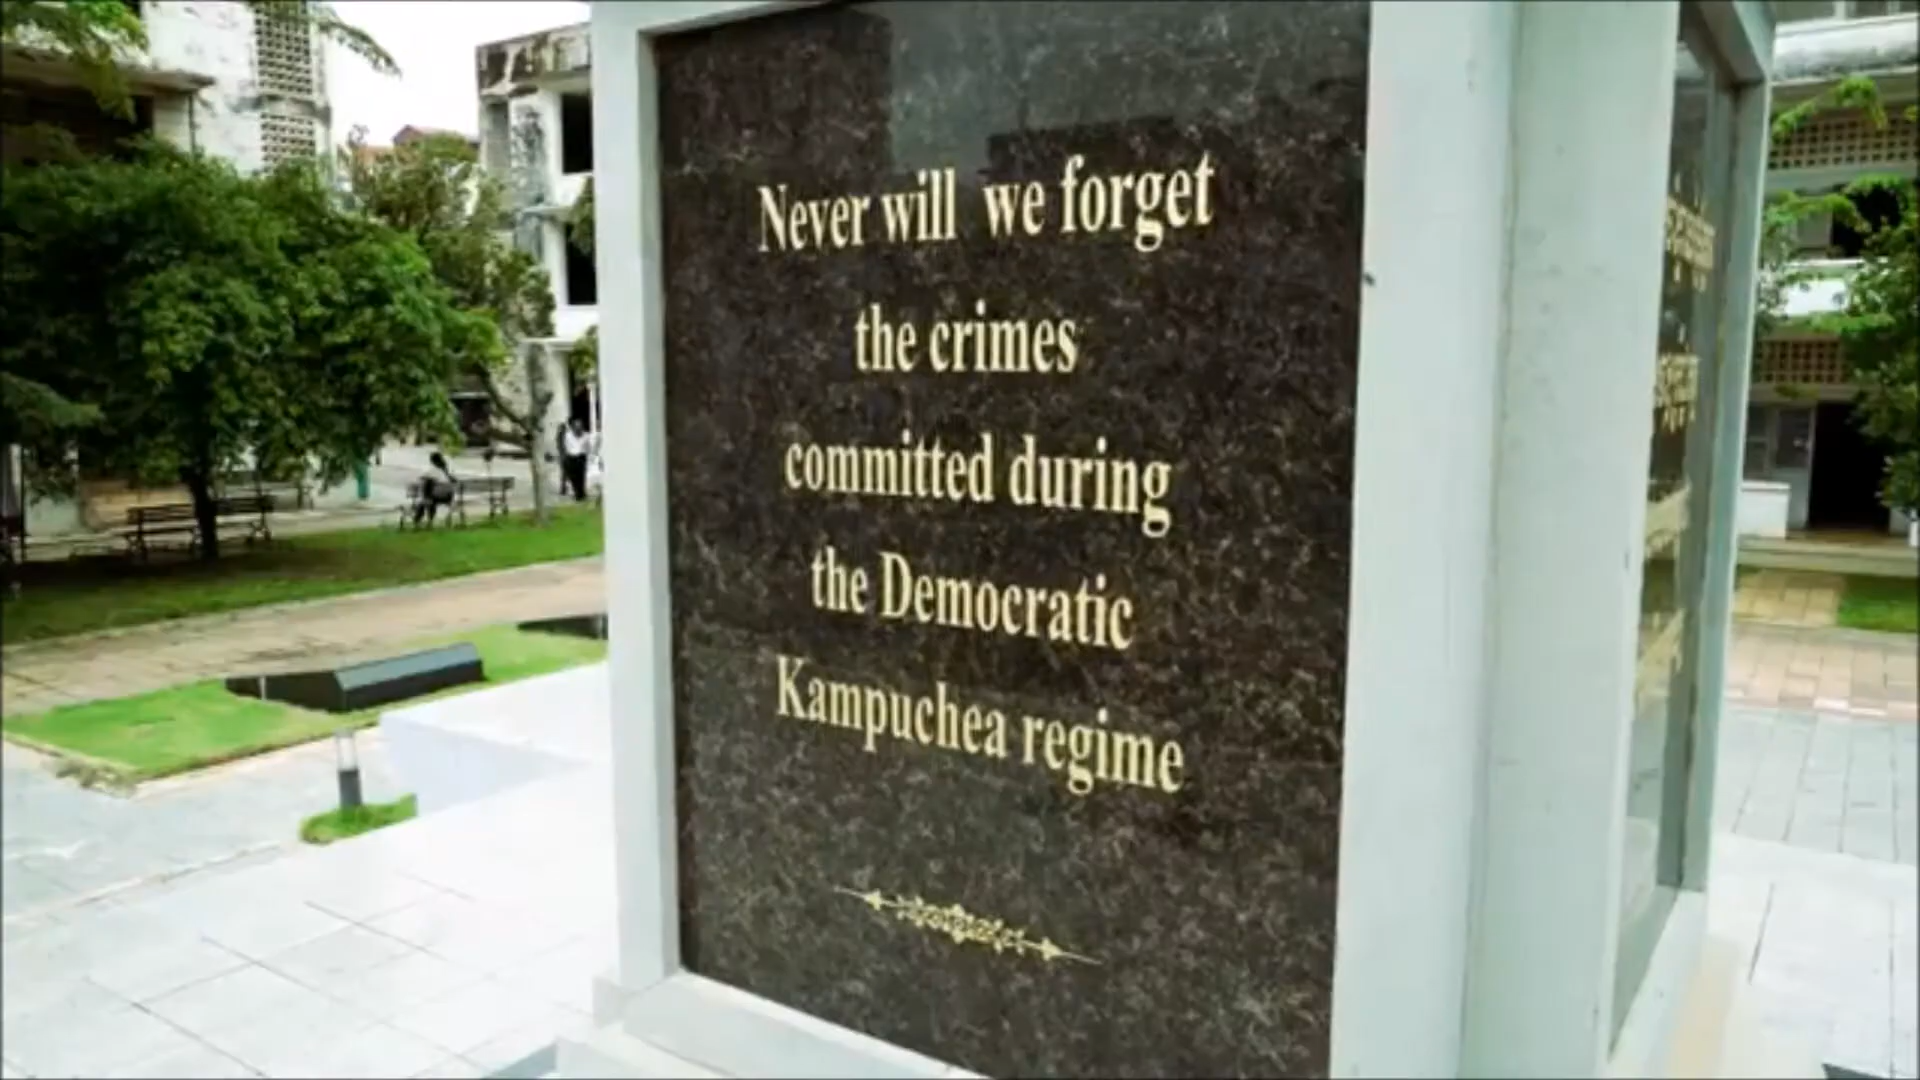 Never will we forget
the crimes
committed during
the Democratic
Kampuchea regime